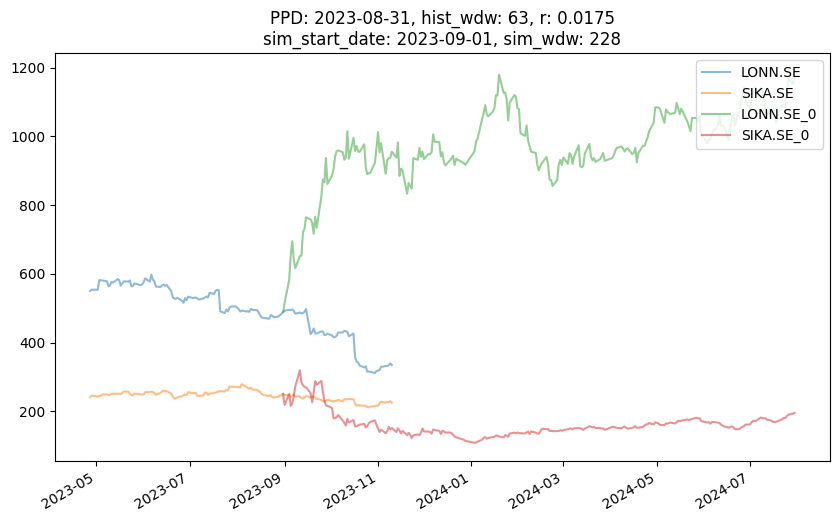 PPD: 2023-08-31, hist_wdw: 63, r: 0.0175
sim_start_date: 2023-09-01, sim_wdw: 228
1200
1000
800
600
400
200
LONN.SE
SIKA.SE
LONN.SE_0
SIKA.SE_0
2023-05
2023-07
2023-09
2023-11
2024-01
2024-03
2024-05
2024-07